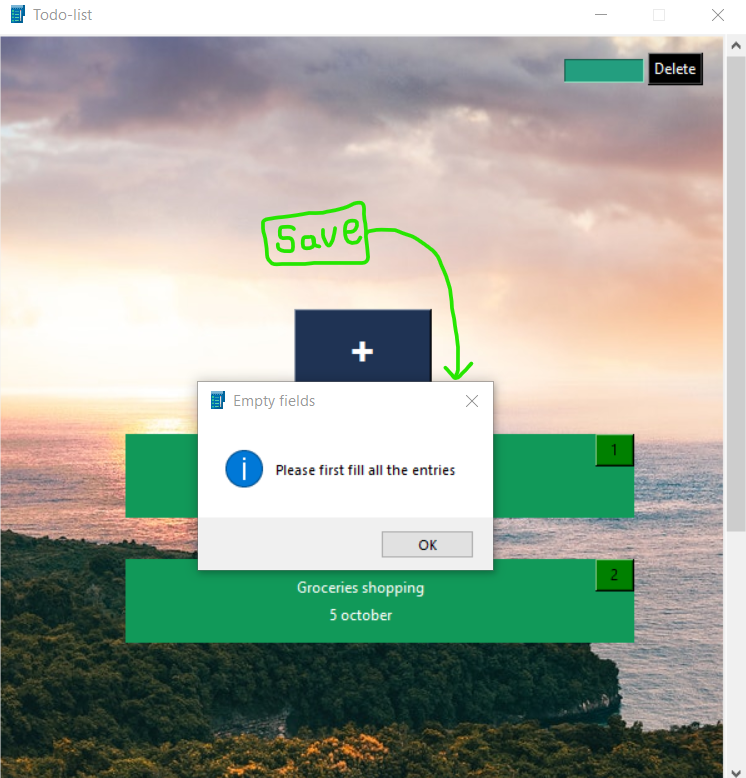 Todo-list
Delete
Save
+
Empty fields
1
Please first fill all the entries
OK
2
Groceries shopping
5 october